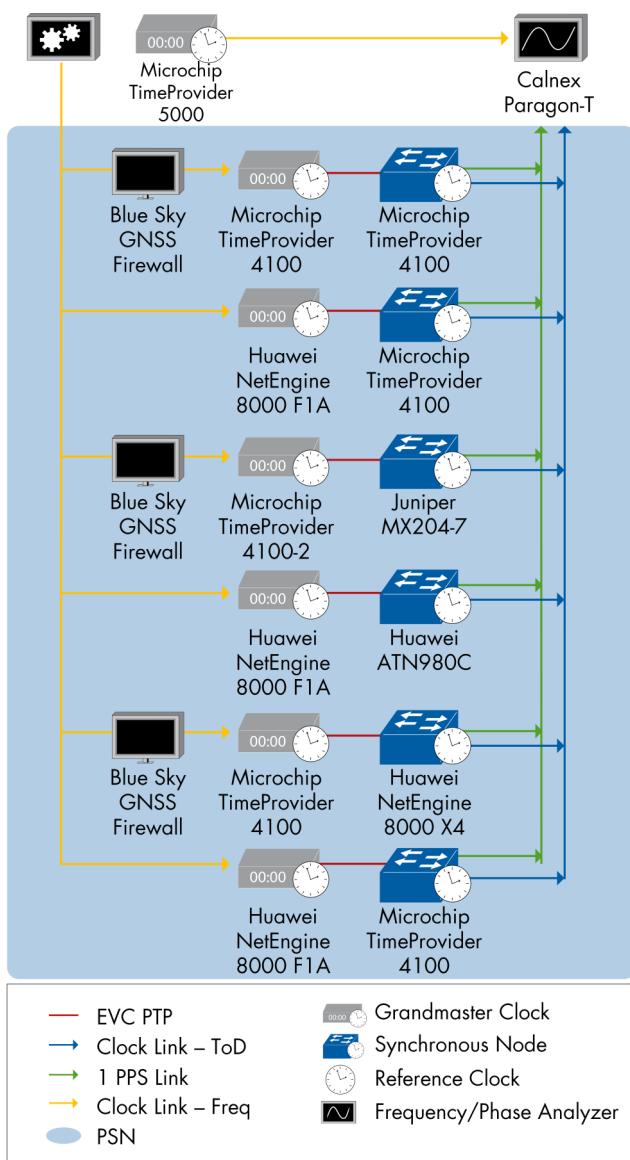 00:00
Microchip
TimeProvider
5000
Calnex
Paragon-T
Blue Sky
GNSS
Firewall
00:00
Microchip
TimeProvider
4100
Microchip
TimeProvider
4100
00:00
Huawei
NetEngine
8000 F1A
Microchip
TimeProvider
4100
Blue Sky
GNSS
Firewall
00:00
Microchip
TimeProvider
4100-2
Juniper
MX204-7
00:00
Huawei
NetEngine
8000 F1A
Huawei
ATN980C
Blue Sky
GNSS
Firewall
00:00
Microchip
TimeProvider
4100
Huawei
NetEngine
8000 X4
00:00
Huawei
NetEngine
8000 F1A
Microchip
TimeProvider
4100
EVC PTP
Clock Link – ToD
1 PPS Link
Clock Link – Freq
PSN
00:00
Grandmaster Clock
Synchronous Node
Reference Clock
Frequency/Phase Analyzer